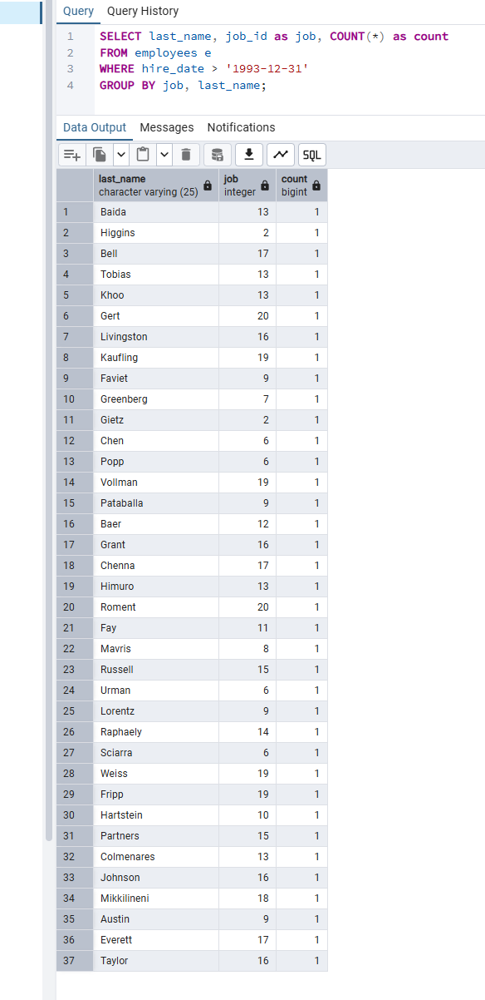 Query Query History
1 SELECT last_name, job_id as job, COUNT(*) as count
2 FROM employees e
3 WHERE hire_date > '1993-12-31'
4 GROUP BY job, last_name;
Data Output Messages Notifications
SQL
last_name job count
character varying (25) integer bigint
1 Baida 13 1
2 Higgins 2 1
3 Bell 17 1
4 Tobias 13 1
5 Khoo 13 1
6 Gert 20 1
7 Livingston 16 1
8 Kaufling 19 1
9 Faviet 9 1
10 Greenberg 7 1
11 Gietz 2 1
12 Chen 6 1
13 Popp 6 1
14 Vollman 19 1
15 Pataballa 9 1
16 Baer 12 1
17 Grant 16 1
18 Chenna 17 1
19 Himuro 13 1
20 Roment 20 1
21 Fay 11 1
22 Mavris 8 1
23 Russell 15 1
24 Urman 6 1
25 Lorentz 9 1
26 Raphaely 14 1
27 Sciarra 6 1
28 Weiss 19 1
29 Fripp 19 1
30 Hartstein 10 1
31 Partners 15 1
32 Colmenares 13 1
33 Johnson 16 1
34 Mikkilineni 18 1
35 Austin 9 1
36 Everett 17 1
37 Taylor 16 1